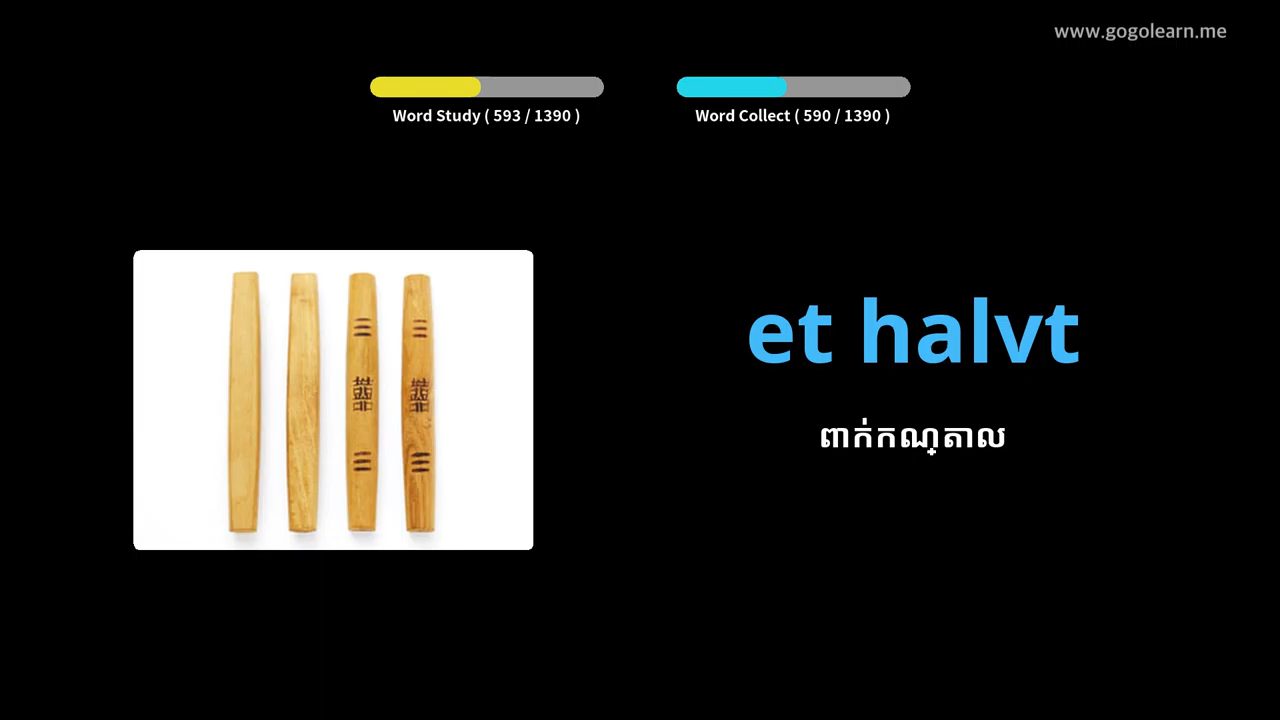 www.gogolearn.me
Word Study ( 593 / 1390 )
Word Collect ( 590 / 1390 )
et halvt
ពាក់កណ្តាល